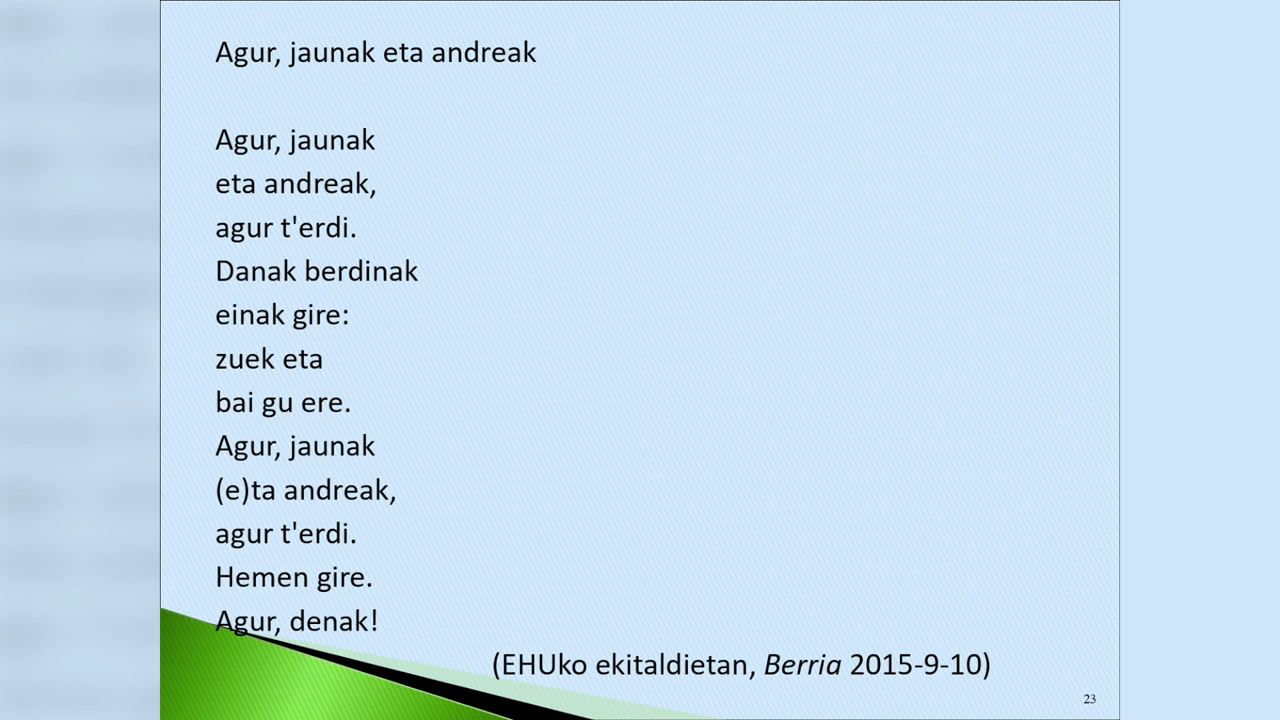 Agur, jaunak eta andreak
Agur, jaunak
eta andreak,
agur t'erdi.
Danak berdinak
einak gire:
zuek eta
bai gu ere.
Agur, jaunak
(e)ta andreak,
agur t'erdi.
Hemen gire.
Agur, denak!
(EHUko ekitaldietan, Berria 2015-9-10)
23